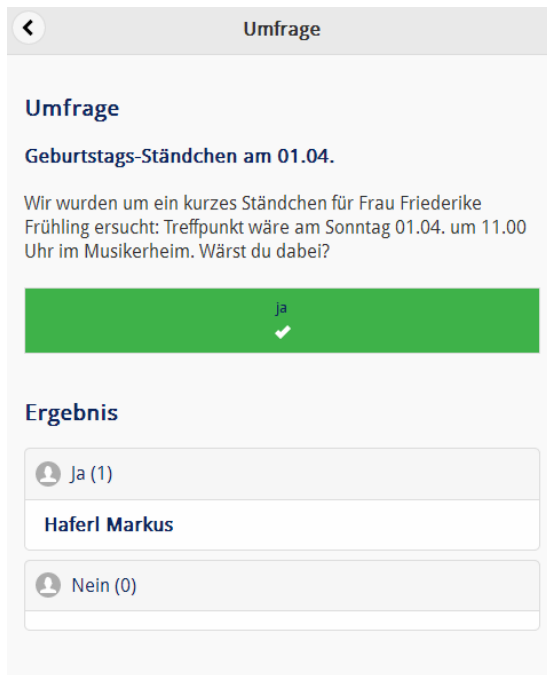 Umfrage
Umfrage
Geburtstags-Ständchen am 01.04.
Wir wurden um ein kurzes Ständchen für Frau Friederike
Frühling ersucht: Treffpunkt wäre am Sonntag 01.04. um 11.00
Uhr im Musikerheim. Wärst du dabei?
ja
Ergebnis
Ja (1)
Haferl Markus
Nein (0)